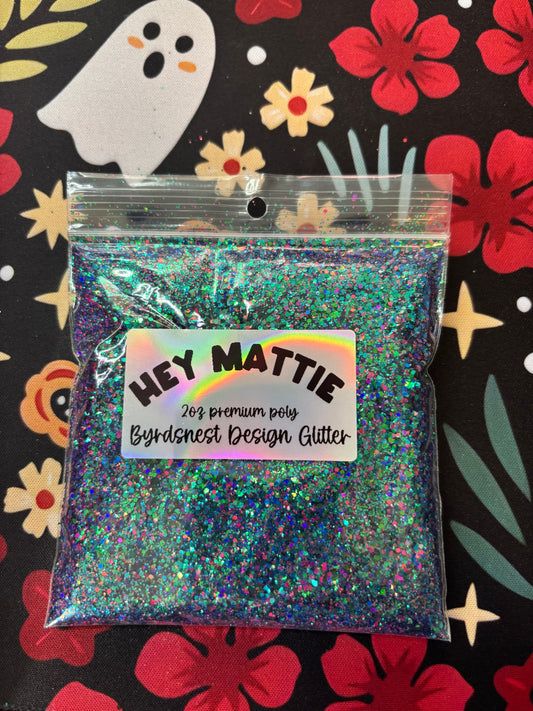 HEY MATTIE
2oz premium poly
Byrdsnest Design Glitter